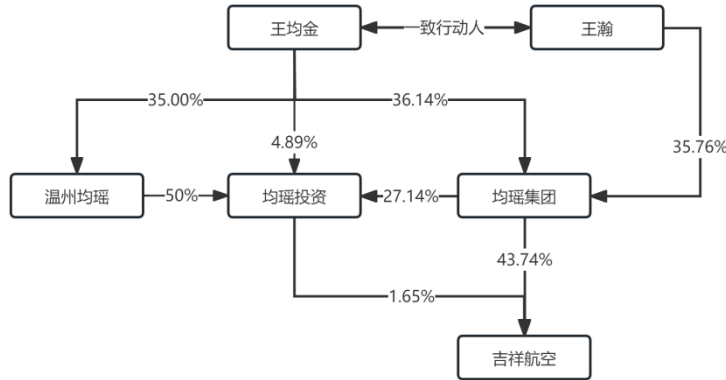 王均金
一致行动人
王瀚
35.00%
36.14%
4.89%
35.76%
温州均瑶
50%
均瑶投资
27.14%
均瑶集团
43.74%
1.65%
吉祥航空